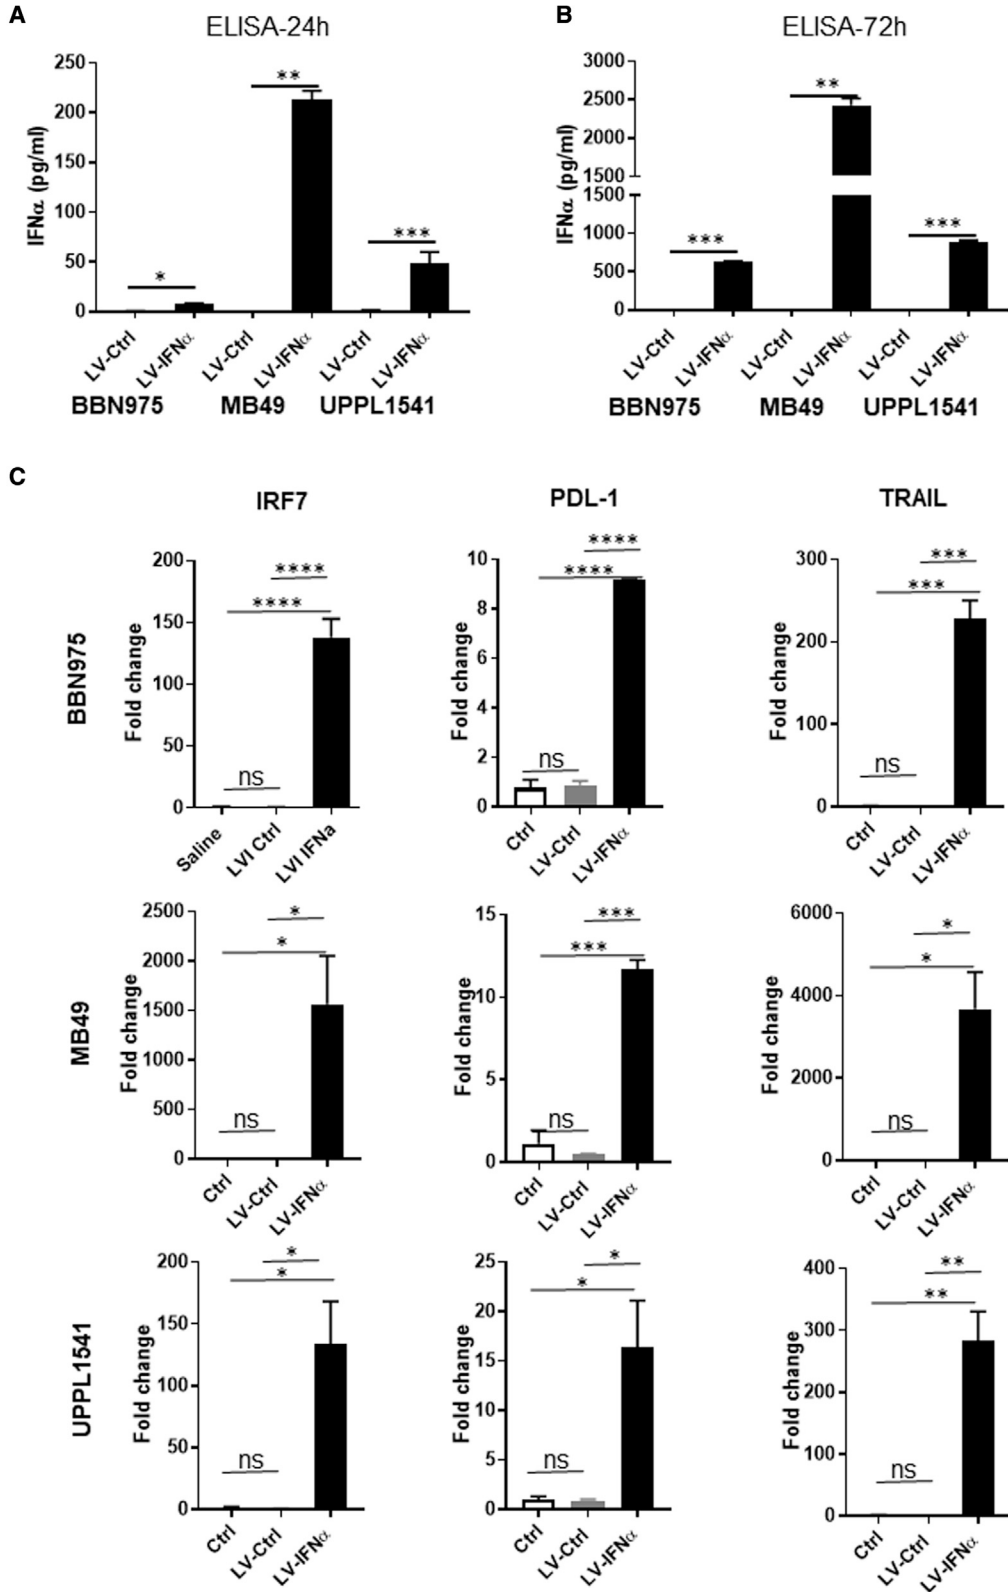 A
ELISA-24h
IFNα (pg/ml)
250
200
150
100
50
0
*
**
***
LV-Ctrl
LV-IFNα
LV-Ctrl
LV-IFNα
LV-Ctrl
LV-IFNα
BBN975 MB49 UPPL1541
B
ELISA-72h
IFNα (pg/ml)
3000
2500
2000
1500
1500
1000
500
0
***
**
***
LV-Ctrl
LV-IFNα
LV-Ctrl
LV-IFNα
LV-Ctrl
LV-IFNα
BBN975 MB49 UPPL1541
C
IRF7 PDL-1 TRAIL
BBN975
Fold change
200
150
100
50
0
****
****
ns
Saline
LVI Ctrl
LVI IFNa
Fold change
10
8
6
4
2
0
****
****
ns
Ctrl
LV-Ctrl
LV-IFNα
Fold change
300
200
100
0
***
***
ns
Ctrl
LV-Ctrl
LV-IFNα
MB49
Fold change
2500
2000
1500
1000
500
0
*
*
ns
Ctrl
LV-Ctrl
LV-IFNα
Fold change
15
10
5
0
***
***
ns
Ctrl
LV-Ctrl
LV-IFNα
Fold change
6000
4000
2000
0
*
*
ns
Ctrl
LV-Ctrl
LV-IFNα
UPPL1541
Fold change
200
150
100
50
0
*
*
ns
Ctrl
LV-Ctrl
LV-IFNα
Fold change
25
20
15
10
5
0
*
*
ns
Ctrl
LV-Ctrl
LV-IFNα
Fold change
400
300
200
100
0
**
**
ns
Ctrl
LV-Ctrl
LV-IFNα